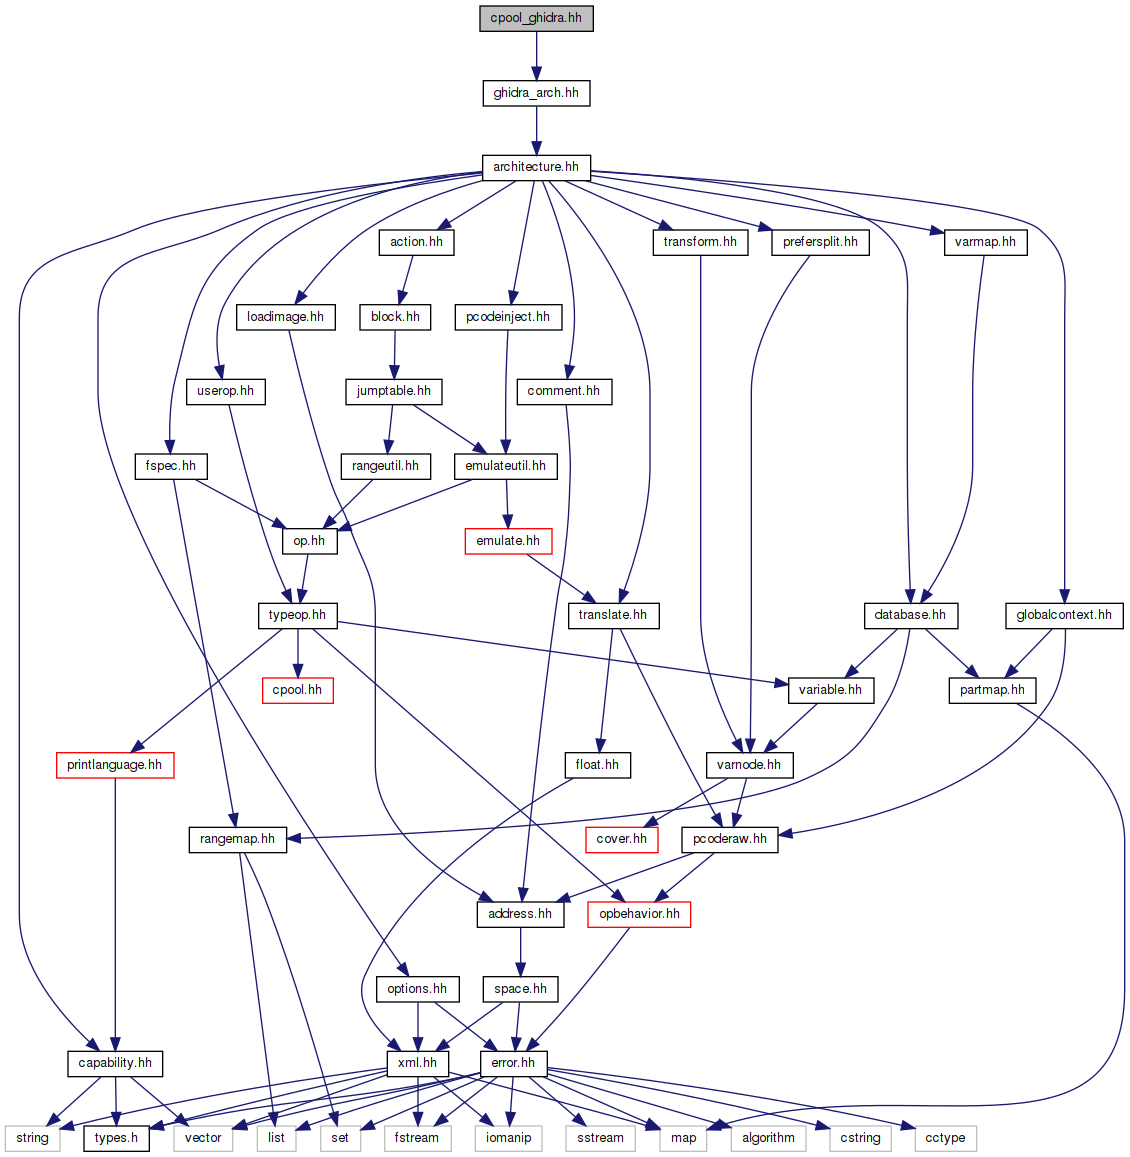 cpool_ghidra.hh
ghidra_arch.hh
architecture.hh
action.hh
transform.hh
prefersplit.hh
varmap.hh
loadimage.hh
block.hh
pcodeinject.hh
userop.hh
jumptable.hh
comment.hh
fspec.hh
rangeutil.hh
emulateutil.hh
op.hh
emulate.hh
typeop.hh
translate.hh
database.hh
globalcontext.hh
cpool.hh
variable.hh
partmap.hh
printlanguage.hh
float.hh
varnode.hh
rangemap.hh
cover.hh
pcoderaw.hh
address.hh
opbehavior.hh
options.hh
space.hh
capability.hh
xml.hh
error.hh
string
types.h
vector
list
set
fstream
iomanip
sstream
map
algorithm
cstring
cctype